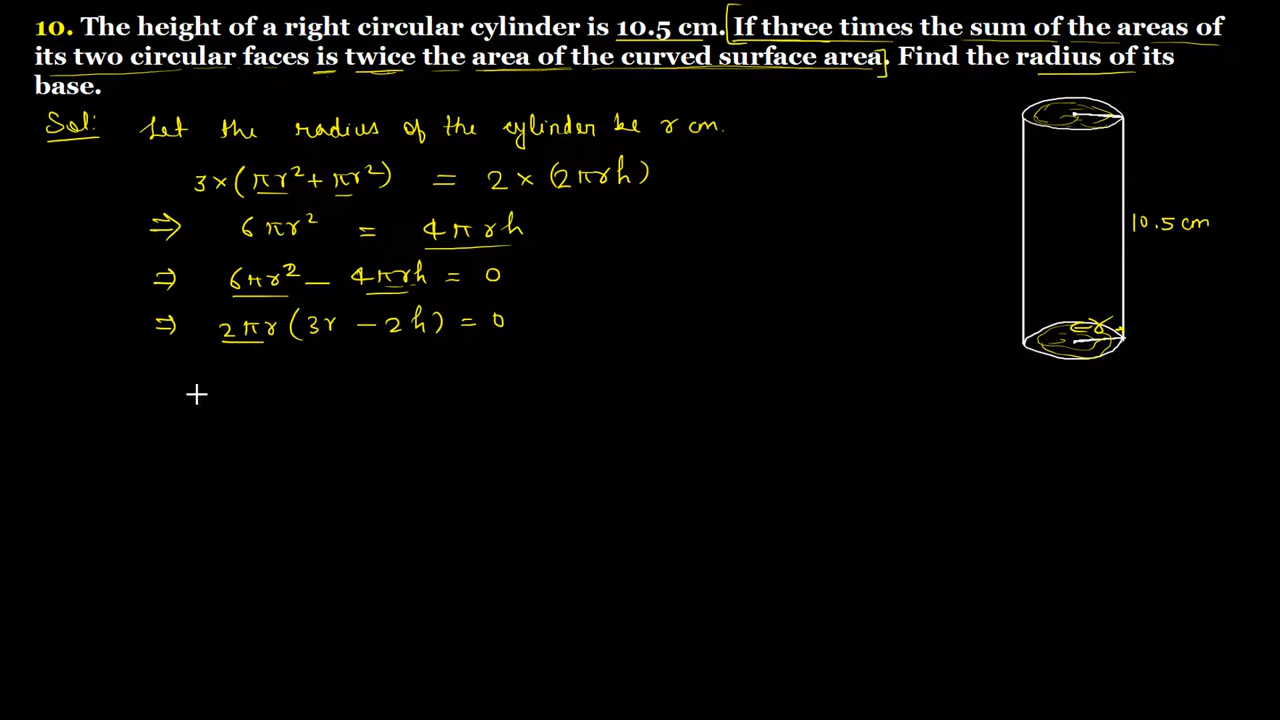 10. The height of a right circular cylinder is 10.5 cm. [If three times the sum of the areas of
its two circular faces is twice the area of the curved surface area]. Find the radius of its
base.
Sol: Let the radius of the cylinder be r cm.
3×(πr²+πr²) = 2×(2πrh)
⇒ 6πr² = 4πrh
⇒ 6πr² − 4πrh = 0
⇒ 2πr(3r − 2h) = 0
10.5 cm
r